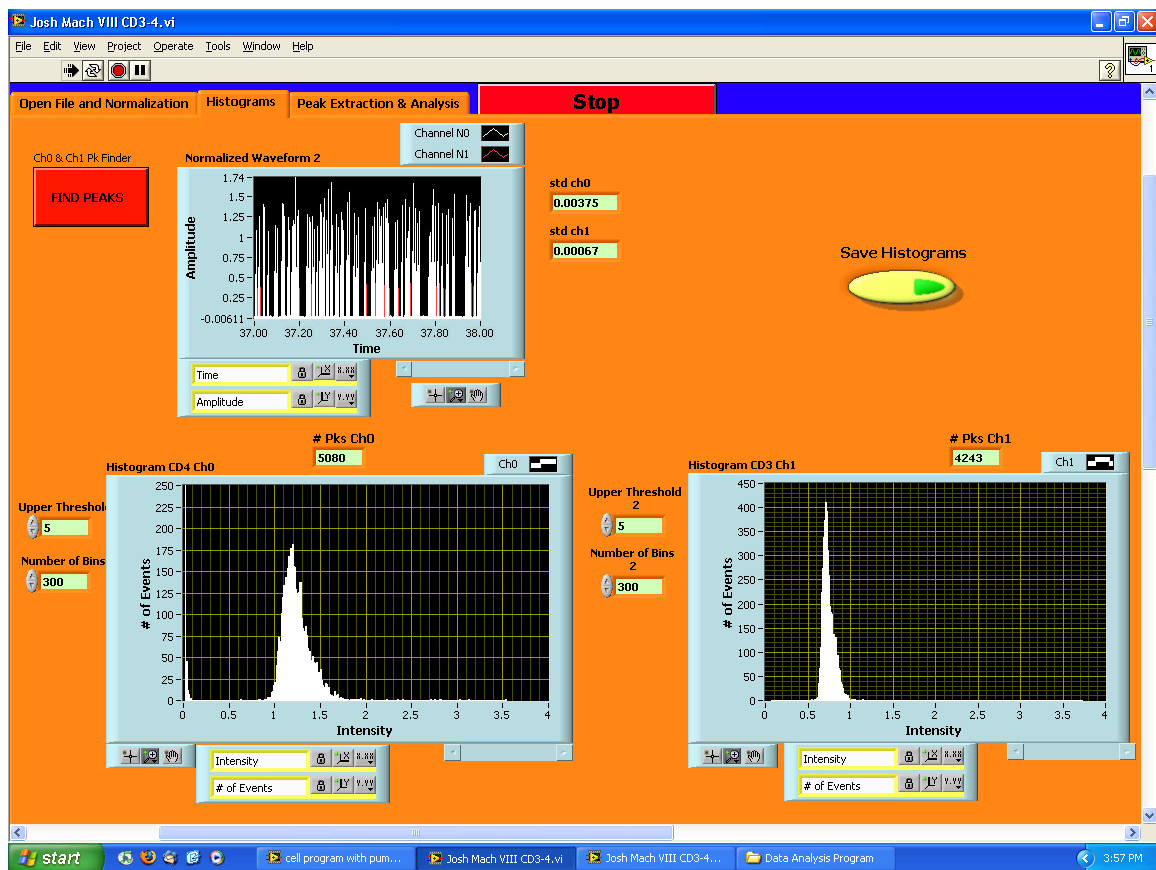 Josh Mach VIII CD3-4.vi
File Edit View Project Operate Tools Window Help
?
1
Open File and Normalization Histograms Peak Extraction & Analysis Stop
Channel N0
Channel N1
Ch0 & Ch1 Pk Finder
FIND PEAKS
Normalized Waveform 2
1.74
1.5
1.25
1
0.75
0.5
0.25
-0.00611
Amplitude
37.00 37.20 37.40 37.60 37.80 38.00
Time
Time
Amplitude
std ch0
0.00375
std ch1
0.00067
Save Histograms
# Pks Ch0
5080
Histogram CD4 Ch0
Ch0
Upper Threshol
5
Number of Bins
300
250
225
200
175
150
125
100
75
50
25
0
# of Events
0 0.5 1 1.5 2 2.5 3 3.5 4
Intensity
Intensity
# of Events
# Pks Ch1
4243
Histogram CD3 Ch1
Ch1
Upper Threshold
2
5
Number of Bins
2
300
450
400
350
300
250
200
150
100
50
0
# of Events
0 0.5 1 1.5 2 2.5 3 3.5 4
Intensity
Intensity
# of Events
start cell program with pum... Josh Mach VIII CD3-4.vi Josh Mach VIII CD3-4.... Data Analysis Program 3:57 PM